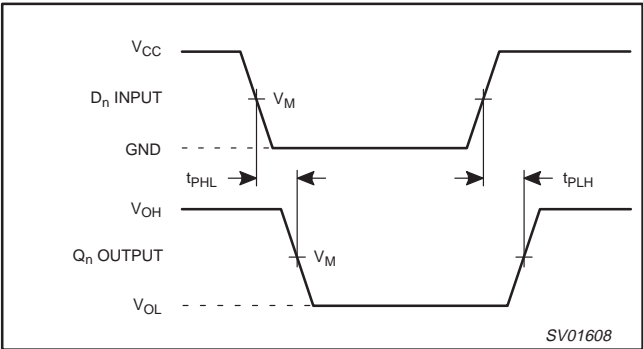 VCC
Dn INPUT
VM
GND
tPHL
tPLH
VOH
Qn OUTPUT
VM
VOL
SV01608